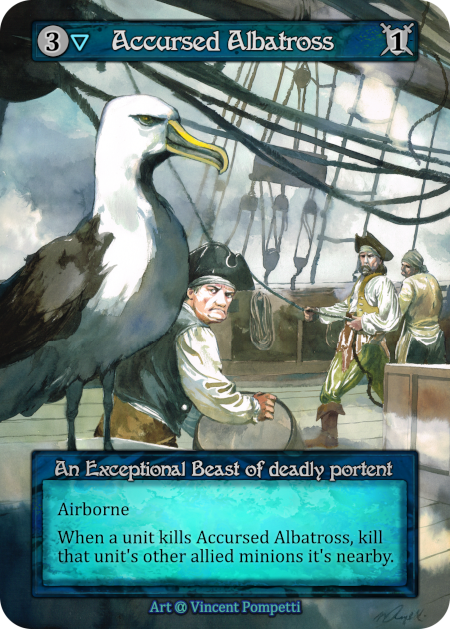 3 Accursed Albatross 1
An Exceptional Beast of deadly portent
Airborne
When a unit kills Accursed Albatross, kill
that unit's other allied minions it's nearby.
Art @ Vincent Pompetti